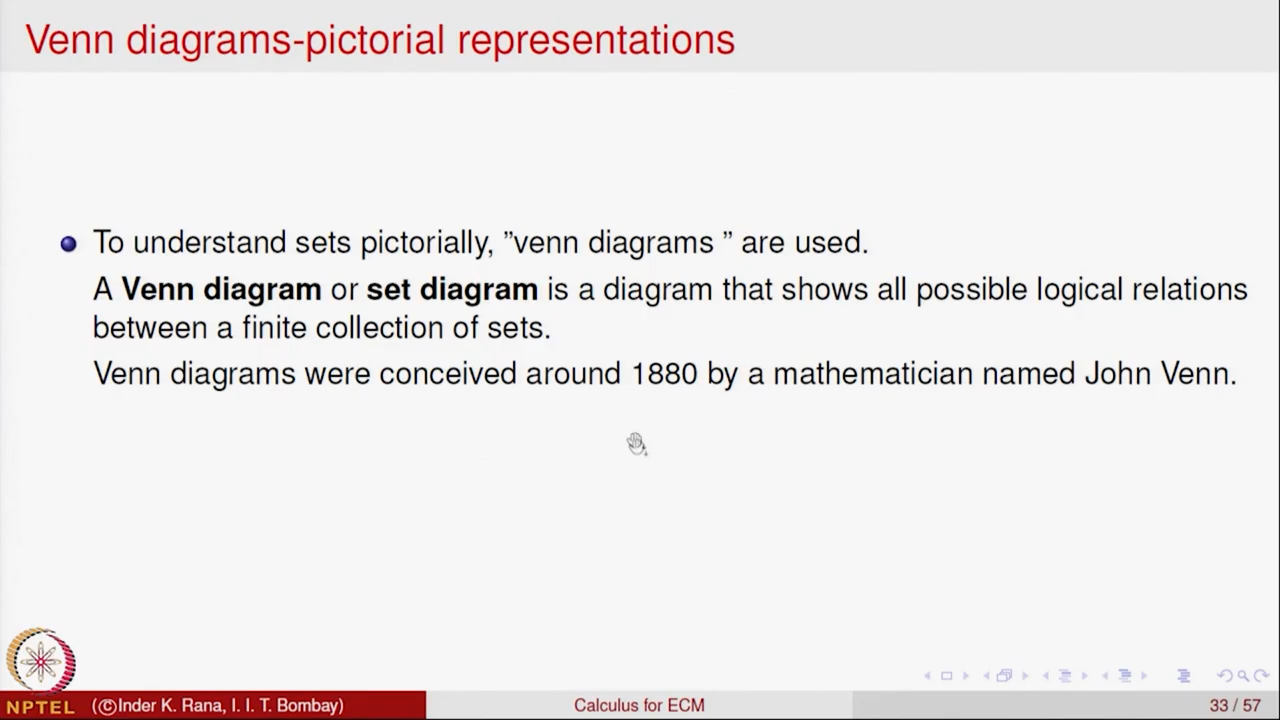 Venn diagrams-pictorial representations
To understand sets pictorially, ”venn diagrams ” are used.
A Venn diagram or set diagram is a diagram that shows all possible logical relations
between a finite collection of sets.
Venn diagrams were conceived around 1880 by a mathematician named John Venn.
NPTEL
(©Inder K. Rana, I. I. T. Bombay)
Calculus for ECM
33 / 57